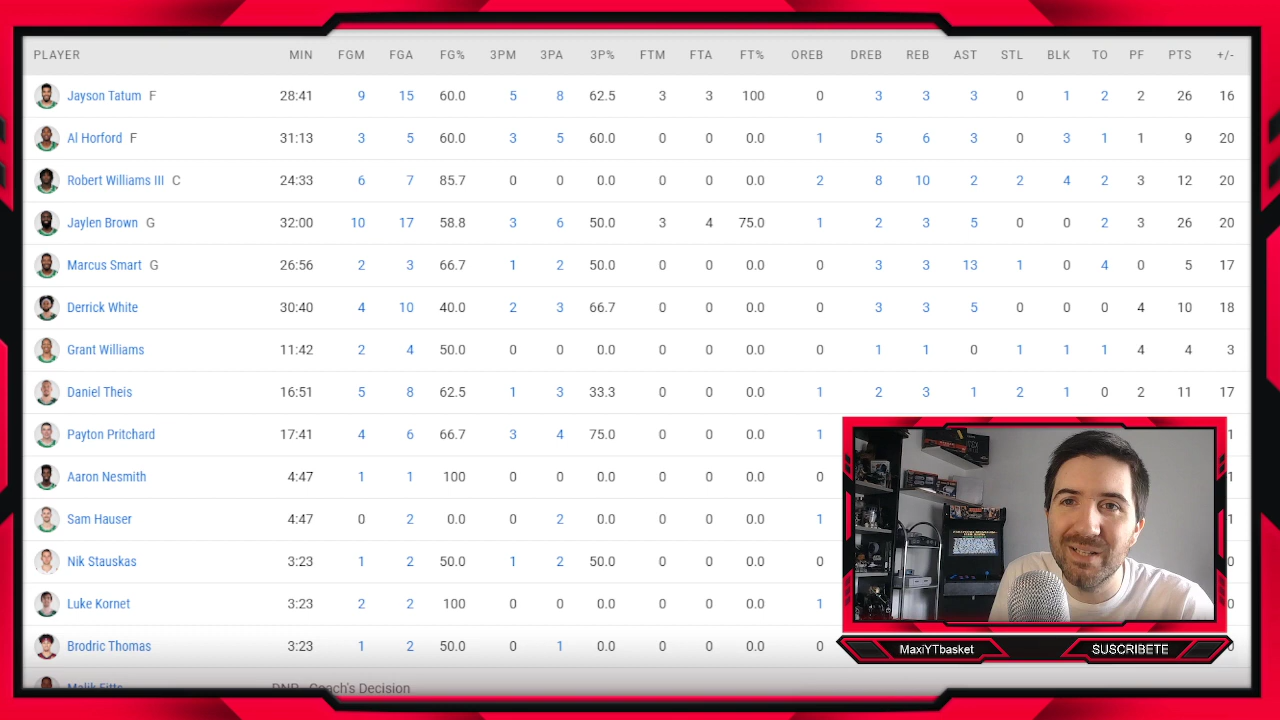 PLAYER MIN FGM FGA FG% 3PM 3PA 3P% FTM FTA FT% OREB DREB REB AST STL BLK TO PF PTS +/-
Jayson Tatum F 28:41 9 15 60.0 5 8 62.5 3 3 100 0 3 3 3 0 1 2 2 26 16
Al Horford F 31:13 3 5 60.0 3 5 60.0 0 0 0.0 1 5 6 3 0 3 1 1 9 20
Robert Williams III C 24:33 6 7 85.7 0 0 0.0 0 0 0.0 2 8 10 2 2 4 2 3 12 20
Jaylen Brown G 32:00 10 17 58.8 3 6 50.0 3 4 75.0 1 2 3 5 0 0 2 3 26 20
Marcus Smart G 26:56 2 3 66.7 1 2 50.0 0 0 0.0 0 3 3 13 1 0 4 0 5 17
Derrick White 30:40 4 10 40.0 2 3 66.7 0 0 0.0 0 3 3 5 0 0 0 4 10 18
Grant Williams 11:42 2 4 50.0 0 0 0.0 0 0 0.0 0 1 1 0 1 1 1 4 4 3
Daniel Theis 16:51 5 8 62.5 1 3 33.3 0 0 0.0 1 2 3 1 2 1 0 2 11 17
Payton Pritchard 17:41 4 6 66.7 3 4 75.0 0 0 0.0 1 1
Aaron Nesmith 4:47 1 1 100 0 0 0.0 0 0 0.0 0 1
Sam Hauser 4:47 0 2 0.0 0 2 0.0 0 0 0.0 1 1
Nik Stauskas 3:23 1 2 50.0 1 2 50.0 0 0 0.0 0 0
Luke Kornet 3:23 2 2 100 0 0 0.0 0 0 0.0 1 0
Brodric Thomas 3:23 1 2 50.0 0 1 0.0 0 0 0.0 0 0
Malik Fitts DNP - Coach's Decision
MaxiYTbasket SUSCRIBETE